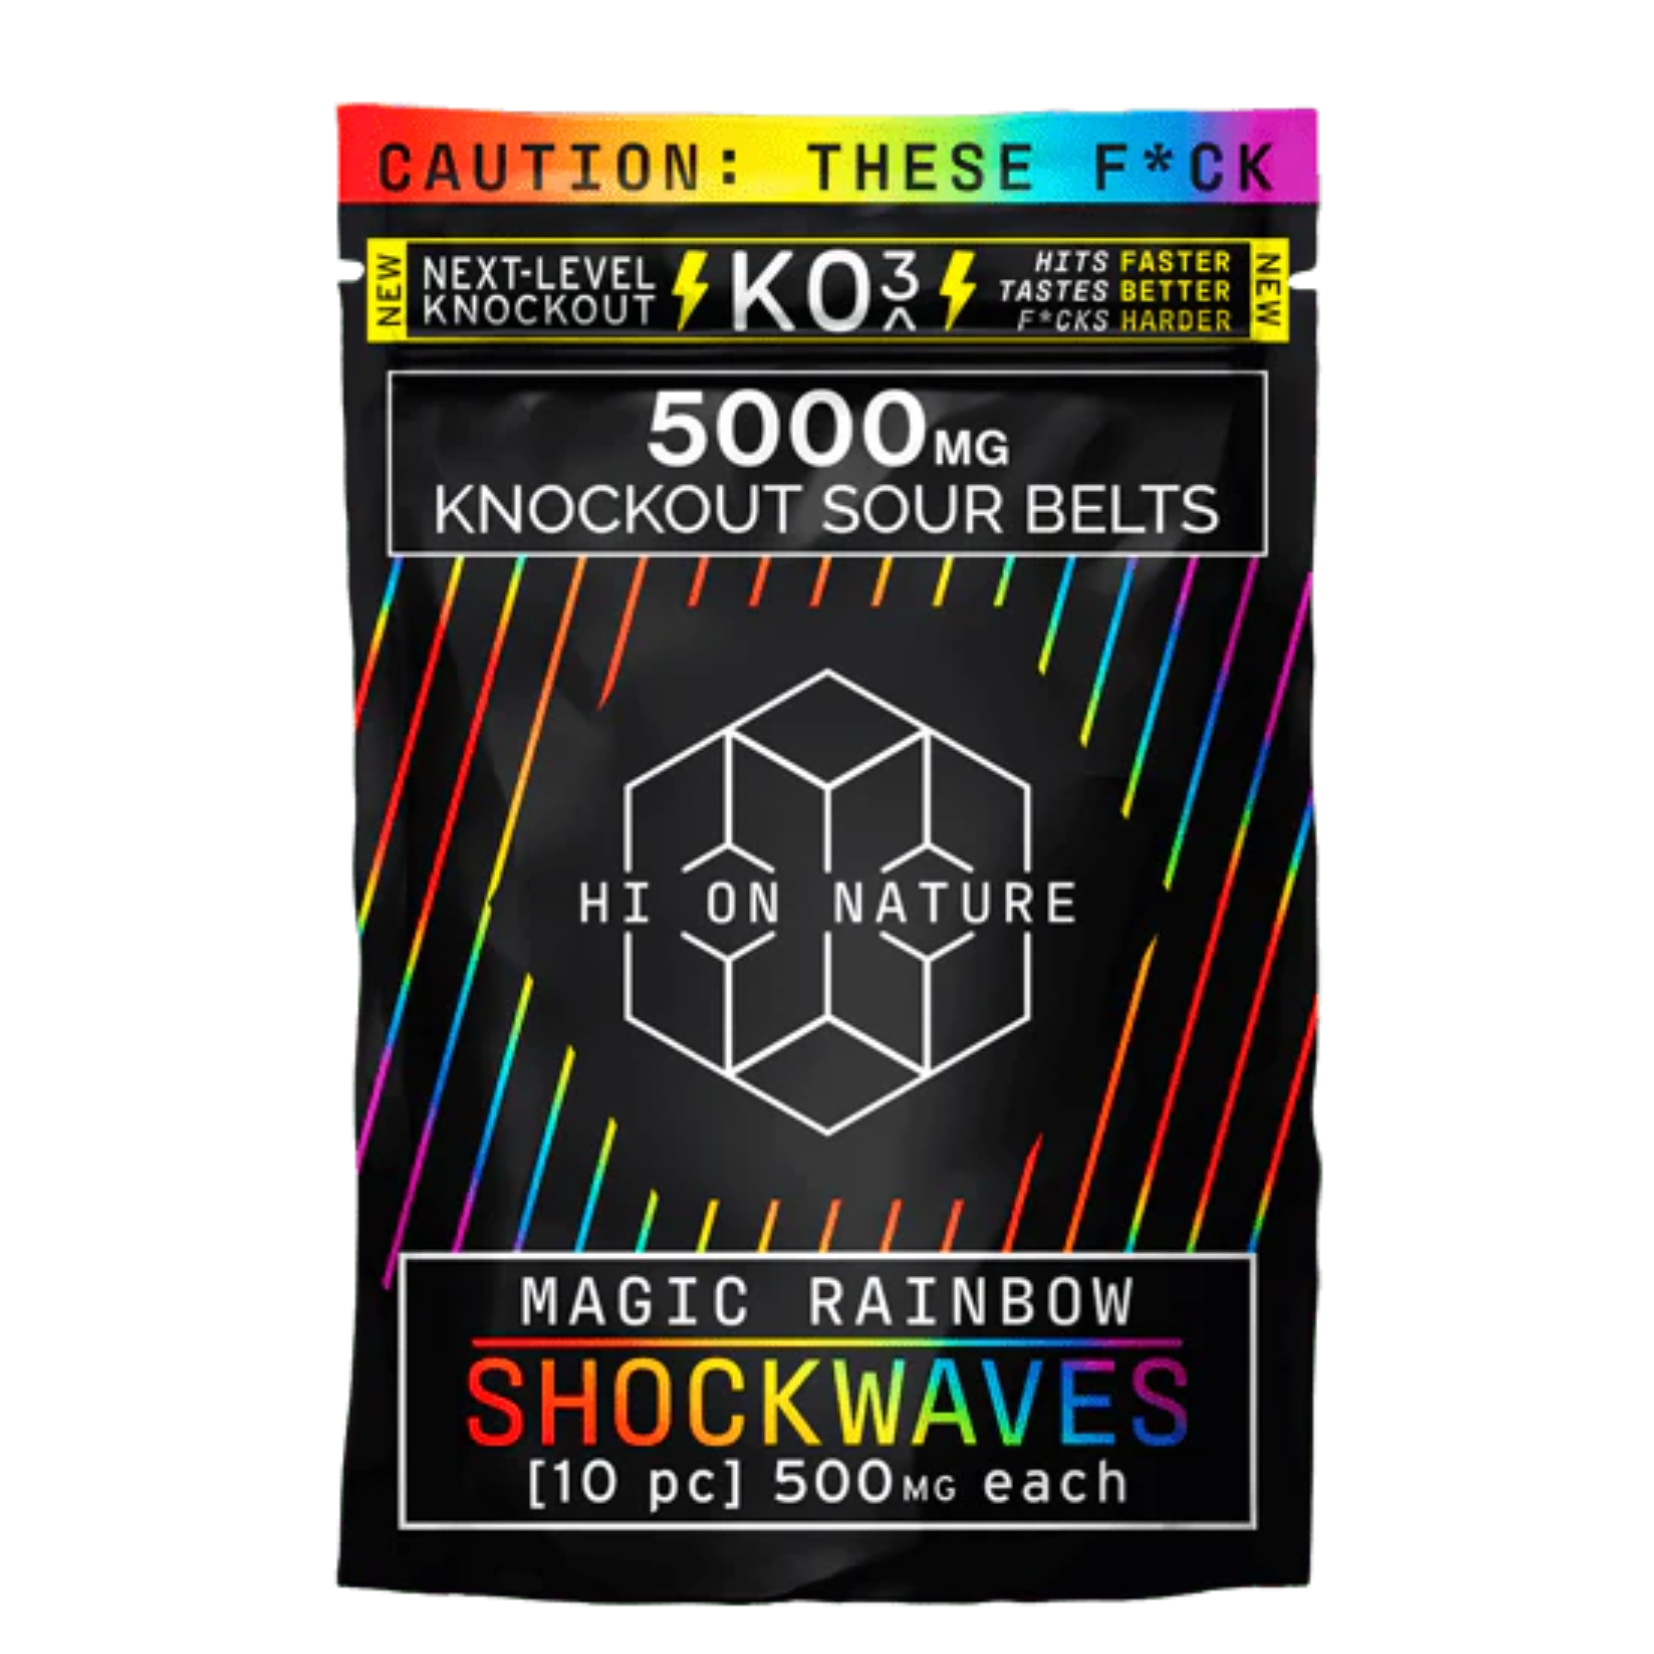 CAUTION: THESE F*CK
NEW
NEXT-LEVEL
KNOCKOUT
KO3
^
HITS FASTER
TASTES BETTER
F*CKS HARDER
NEW
5000MG
KNOCKOUT SOUR BELTS
HI ON NATURE
MAGIC RAINBOW
SHOCKWAVES
[10 pc] 500MG each